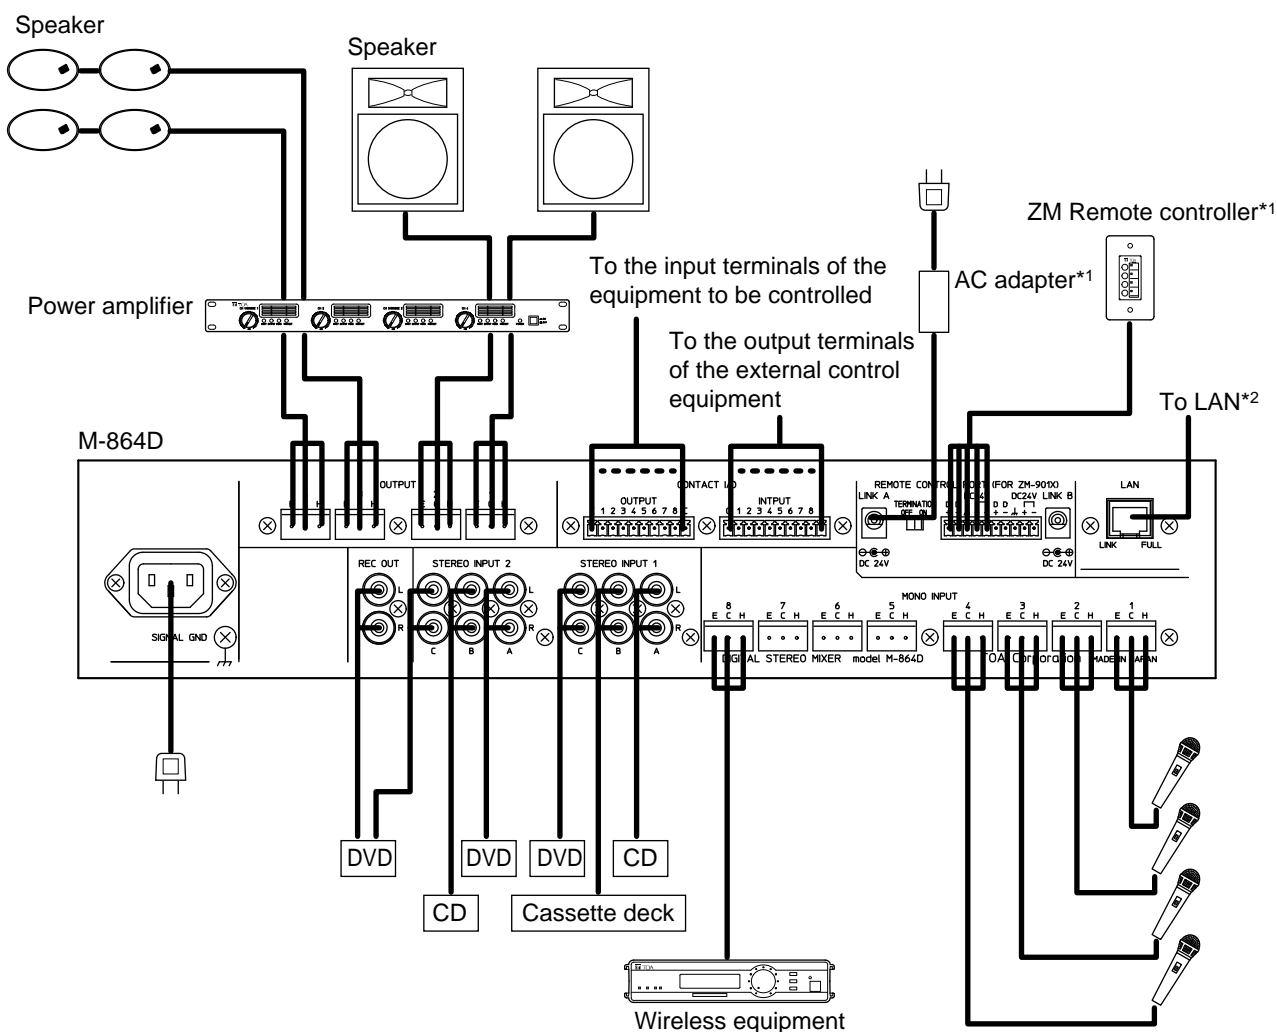 Speaker
Speaker
ZM Remote controller*1
To the input terminals of the
equipment to be controlled
AC adapter*1
Power amplifier
To the output terminals
of the external control
equipment
To LAN*2
M-864D
OUTPUT
CONTACT I/O
REMOTE CONTROL PORT (FOR ZM-901X)
LAN
LINK A
TERMINATION
OFF ON
DC24V
LINK B
OUTPUT
1 2 3 4 5 6 7 8 C
INTPUT
1 2 3 4 5 6 7 8
D D
+ -
+ -
LINK
FULL
DC 24V
DC 24V
REC OUT
STEREO INPUT 2
STEREO INPUT 1
L
L
L
MONO INPUT
8 7 6 5 4 3 2 1
E C H
E C H
E C H
E C H
E C H
E C H
E C H
E C H
R
R
R
SIGNAL GND
C B A
C B A
DIGITAL STEREO MIXER model M-864D
TOA Corporation
MADE IN JAPAN
DVD
DVD
DVD
CD
CD
Cassette deck
TOA
Wireless equipment